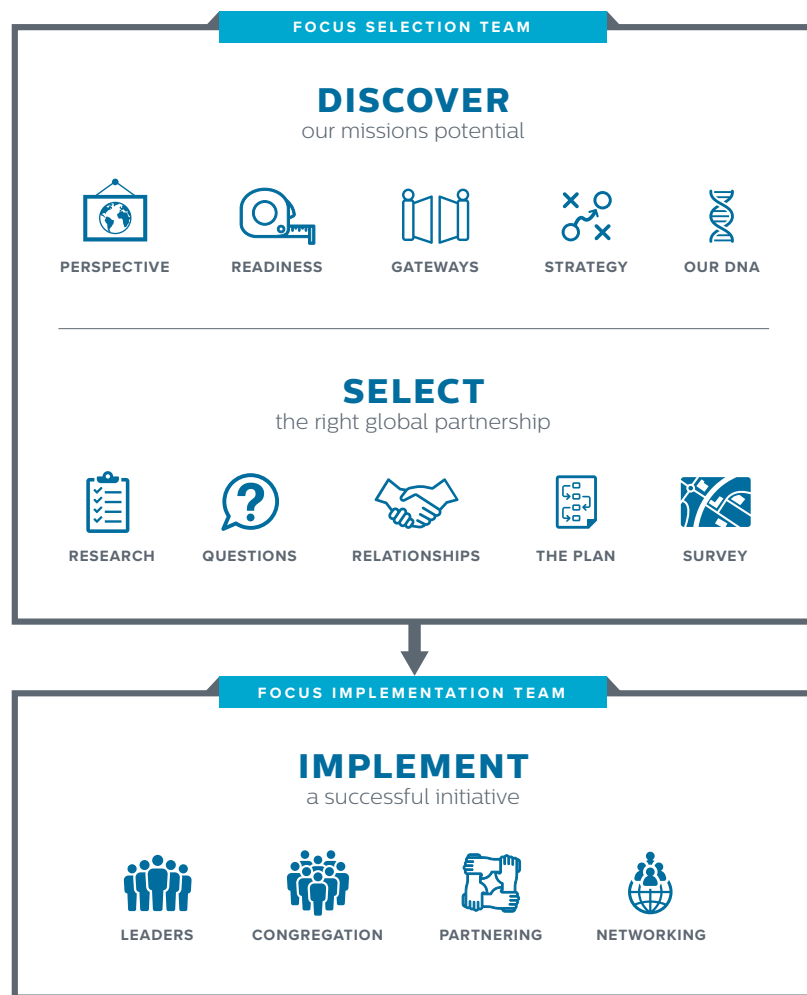 FOCUS SELECTION TEAM
DISCOVER
our missions potential
PERSPECTIVE READINESS GATEWAYS STRATEGY OUR DNA
SELECT
the right global partnership
RESEARCH QUESTIONS RELATIONSHIPS THE PLAN SURVEY
FOCUS IMPLEMENTATION TEAM
IMPLEMENT
a successful initiative
LEADERS CONGREGATION PARTNERING NETWORKING